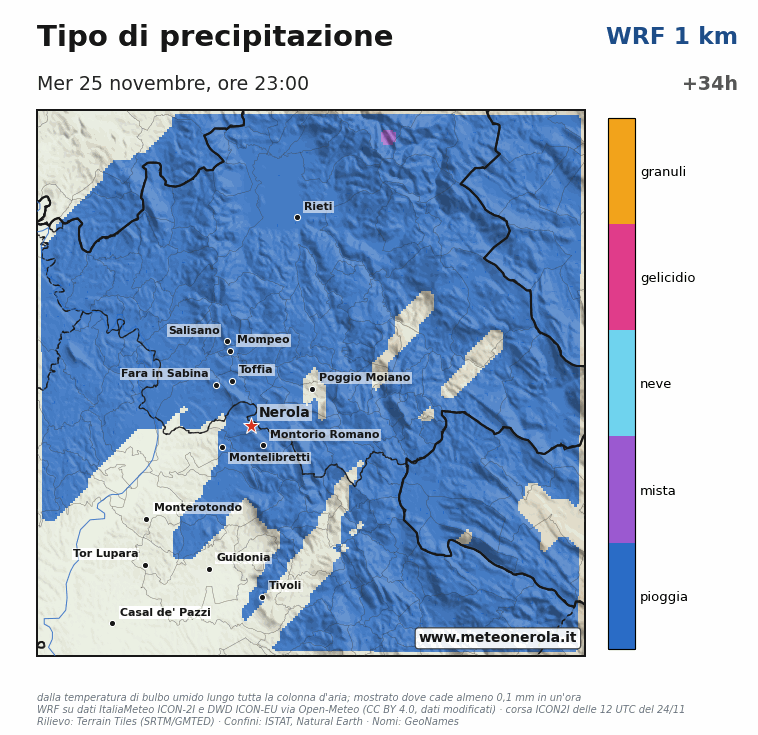 Tipo di precipitazione
WRF 1 km
Mer 25 novembre, ore 23:00
+34h
Rieti
Salisano
Mompeo
Fara in Sabina
Toffia
Poggio Moiano
Nerola
Montorio Romano
Montelibretti
Monterotondo
Tor Lupara
Guidonia
Tivoli
Casal de' Pazzi
www.meteonerola.it
granuli
gelicidio
neve
mista
pioggia
dalla temperatura di bulbo umido lungo tutta la colonna d'aria; mostrato dove cade almeno 0,1 mm in un'ora
WRF su dati ItaliaMeteo ICON-2I e DWD ICON-EU via Open-Meteo (CC BY 4.0, dati modificati) · corsa ICON2I delle 12 UTC del 24/11
Rilievo: Terrain Tiles (SRTM/GMTED) · Confini: ISTAT, Natural Earth · Nomi: GeoNames